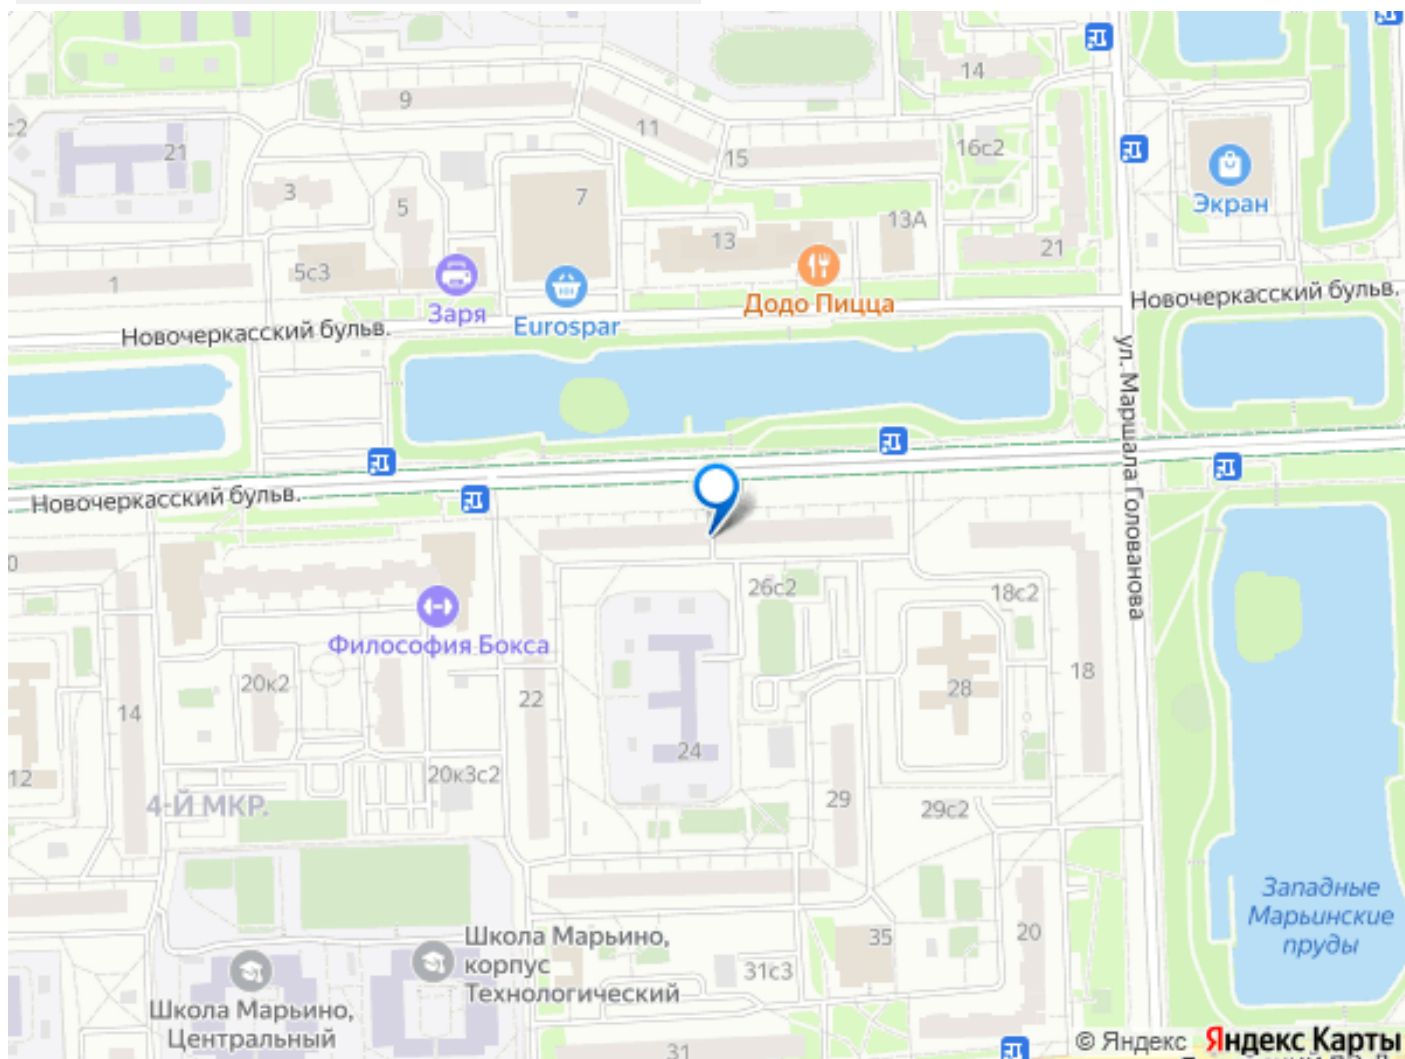 14
9
11
с2
21
15
16с2
3
7
Экран
5
13
13А
21
5с3
1
Заря
Додо Пицца
Новочеркасский бульв.
Eurospar
Новочеркасский бульв.
ул. Маршала Голованова
Новочеркасский бульв.
0
26с2
18с2
Философия Бокса
20к2
22
28
18
14
24
12
20к3с2
4-Й МКР.
29
29с2
Западные
Марьинские
пруды
Школа Марьино,
корпус
Технологический
35
20
31с3
Школа Марьино,
Центральный
31
© Яндекс Яндекс Карты